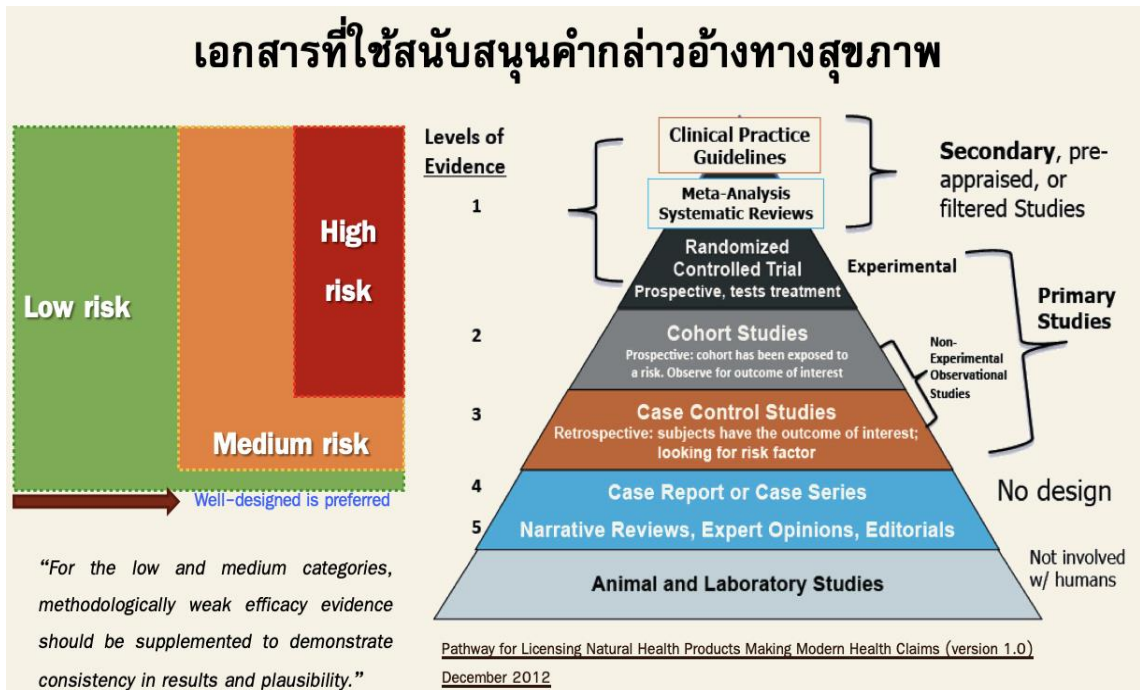 เอกสารที่ใช้สนับสนุนคำกล่าวอ้างทางสุขภาพ
Low risk
High
risk
Medium risk
Well-designed is preferred
"For the low and medium categories,
methodologically weak efficacy evidence
should be supplemented to demonstrate
consistency in results and plausibility."
Levels of
Evidence
1
2
3
4
5
Clinical Practice
Guidelines
Meta-Analysis
Systematic Reviews
Randomized
Controlled Trial
Prospective, tests treatment
Cohort Studies
Prospective: cohort has been exposed to
a risk. Observe for outcome of interest
Case Control Studies
Retrospective: subjects have the outcome of interest;
looking for risk factor
Case Report or Case Series
Narrative Reviews, Expert Opinions, Editorials
Animal and Laboratory Studies
Secondary, pre-
appraised, or
filtered Studies
Experimental
Primary
Studies
Non-
Experimental
Observational
Studies
No design
Not involved
w/ humans
Pathway for Licensing Natural Health Products Making Modern Health Claims (version 1.0)
December 2012